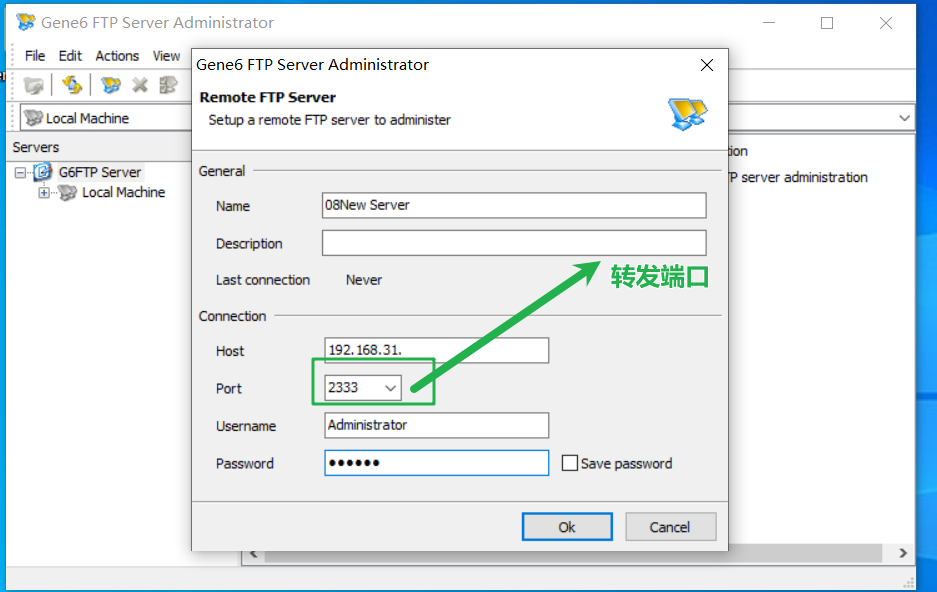 Gene6 FTP Server Administrator
File Edit Actions View
Local Machine
Servers
G6FTP Server
Local Machine
Gene6 FTP Server Administrator
Remote FTP Server
Setup a remote FTP server to administer
General
Name 08New Server
Description
Last connection Never
转发端口
Connection
Host 192.168.31.
Port 2333
Username Administrator
Password ●●●●●●
Save password
Ok Cancel
server administration